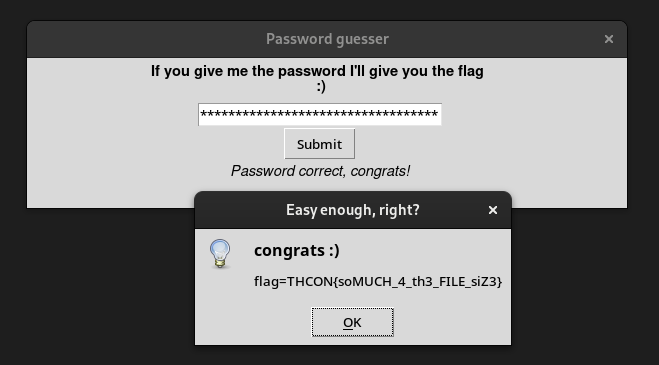 Password guesser
If you give me the password I'll give you the flag
:)
**********************************
Submit
Password correct, congrats!
Easy enough, right?
congrats :)
flag=THCON{soMUCH_4_th3_FILE_siZ3}
OK